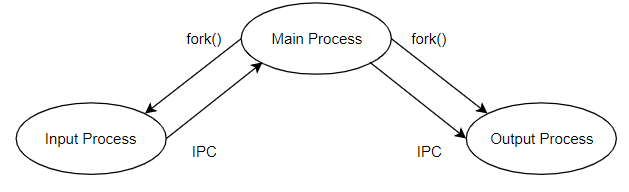 Main Process
fork()
fork()
Input Process
IPC
IPC
Output Process